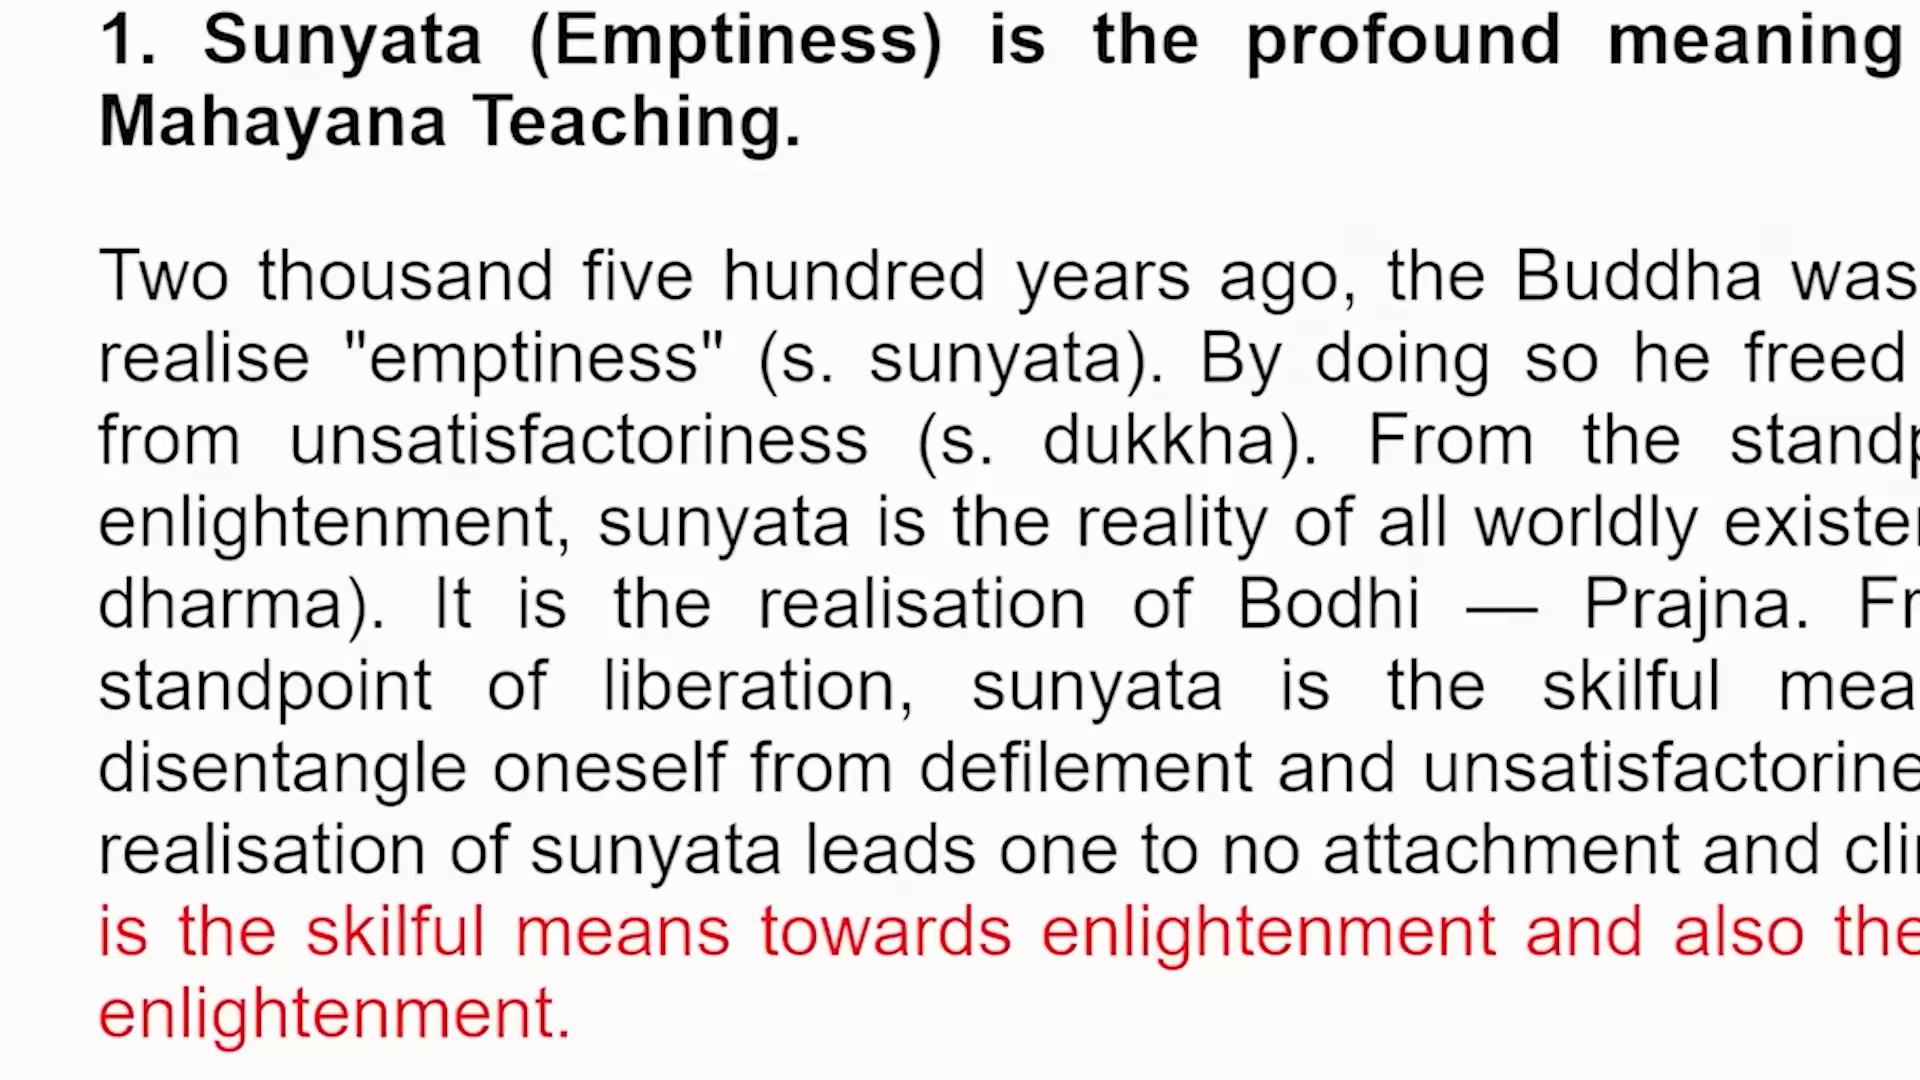 1. Sunyata (Emptiness) is the profound meaning
Mahayana Teaching.
Two thousand five hundred years ago, the Buddha was
realise "emptiness" (s. sunyata). By doing so he freed
from unsatisfactoriness (s. dukkha). From the
enlightenment, sunyata is the reality of all worldly
dharma). It is the realisation of Bodhi — Prajna.
standpoint of liberation, sunyata is the skilful
disentangle oneself from defilement and
realisation of sunyata leads one to no attachment and
is the skilful means towards enlightenment and also the
enlightenment.